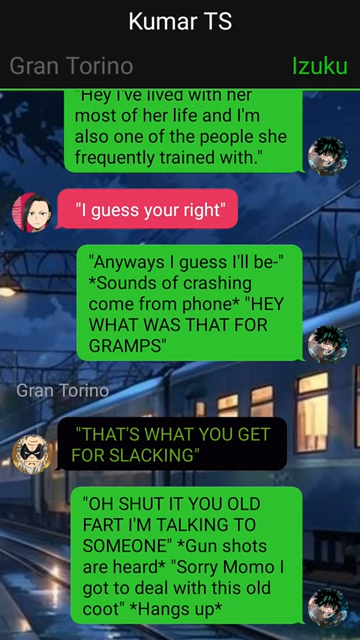 Kumar TS
Gran Torino Izuku
"Hey I've lived with her
most of her life and I'm
also one of the people she
frequently trained with."
"I guess your right"
"Anyways I guess I'll be-"
*Sounds of crashing
come from phone* "HEY
WHAT WAS THAT FOR
GRAMPS"
Gran Torino
"THAT'S WHAT YOU GET
FOR SLACKING"
"OH SHUT IT YOU OLD
FART I'M TALKING TO
SOMEONE" *Gun shots
are heard* "Sorry Momo I
got to deal with this old
coot" *Hangs up*